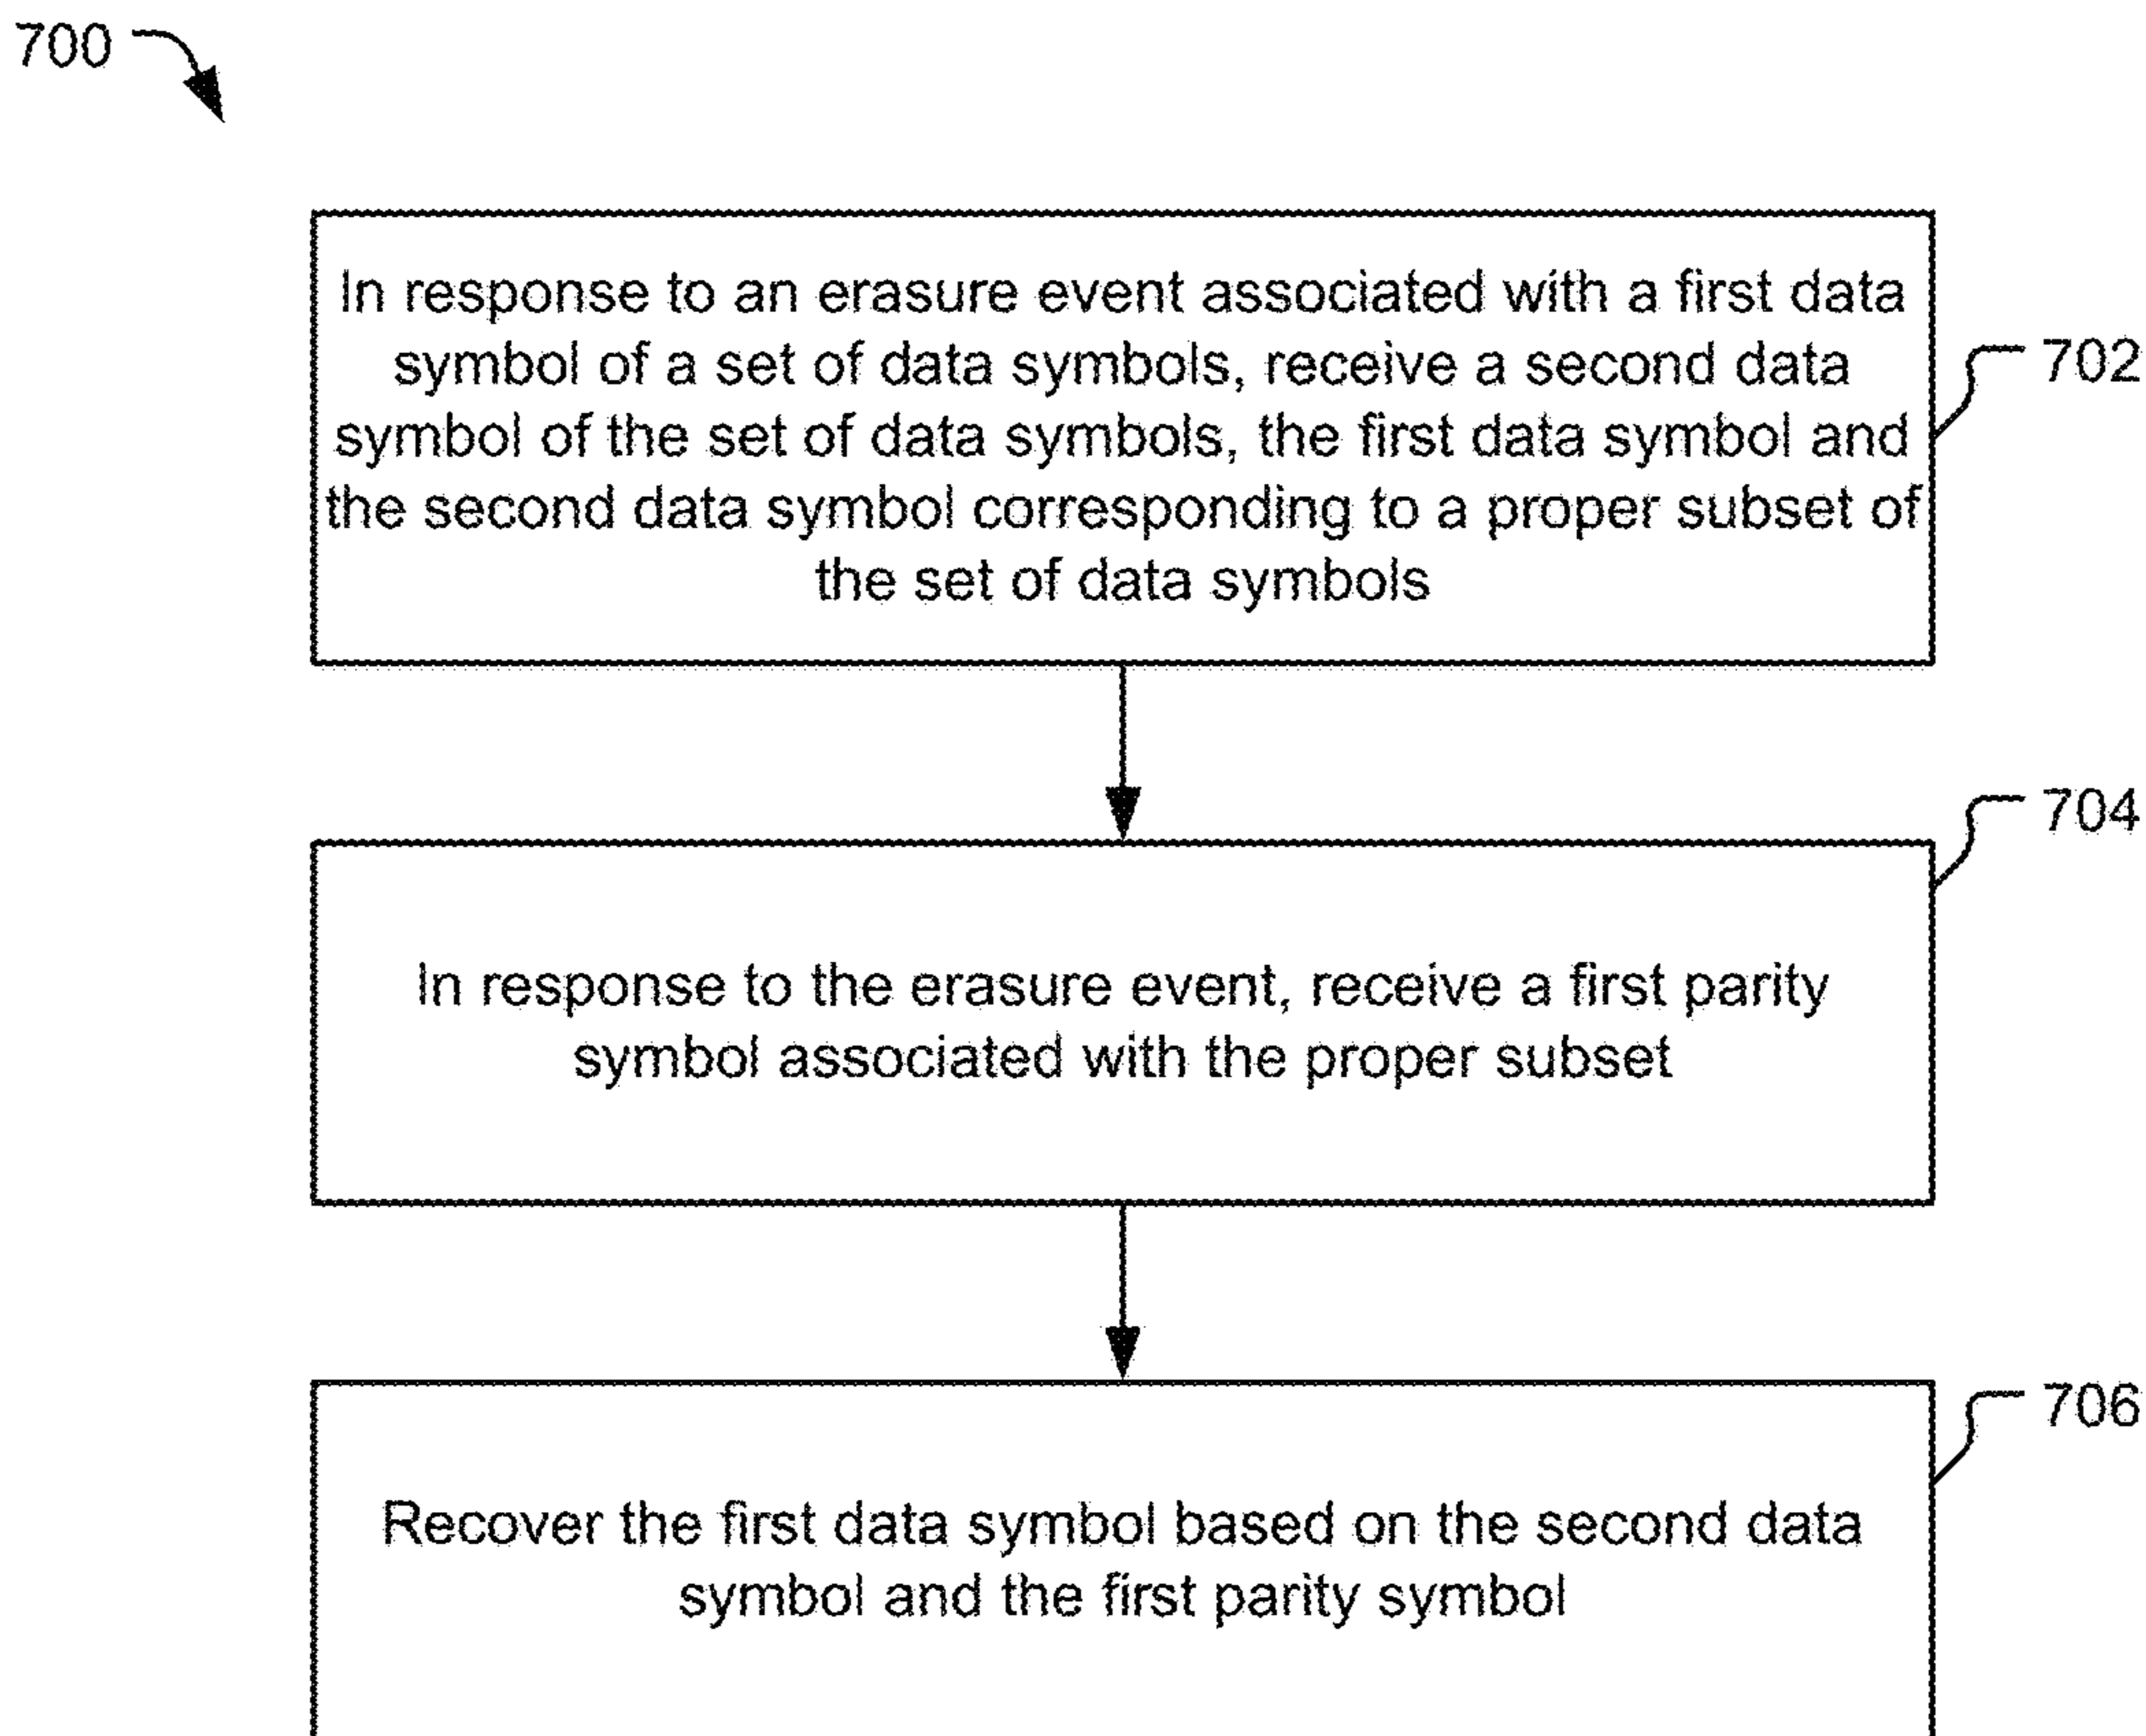 700
In response to an erasure event associated with a first data
symbol of a set of data symbols, receive a second data
702
symbol of the set of data symbols, the first data symbol and
the second data symbol corresponding to a proper subset of
the set of data symbols
704
In response to the erasure event, receive a first parity
symbol associated with the proper subset
706
Recover the first data symbol based on the second data
symbol and the first parity symbol